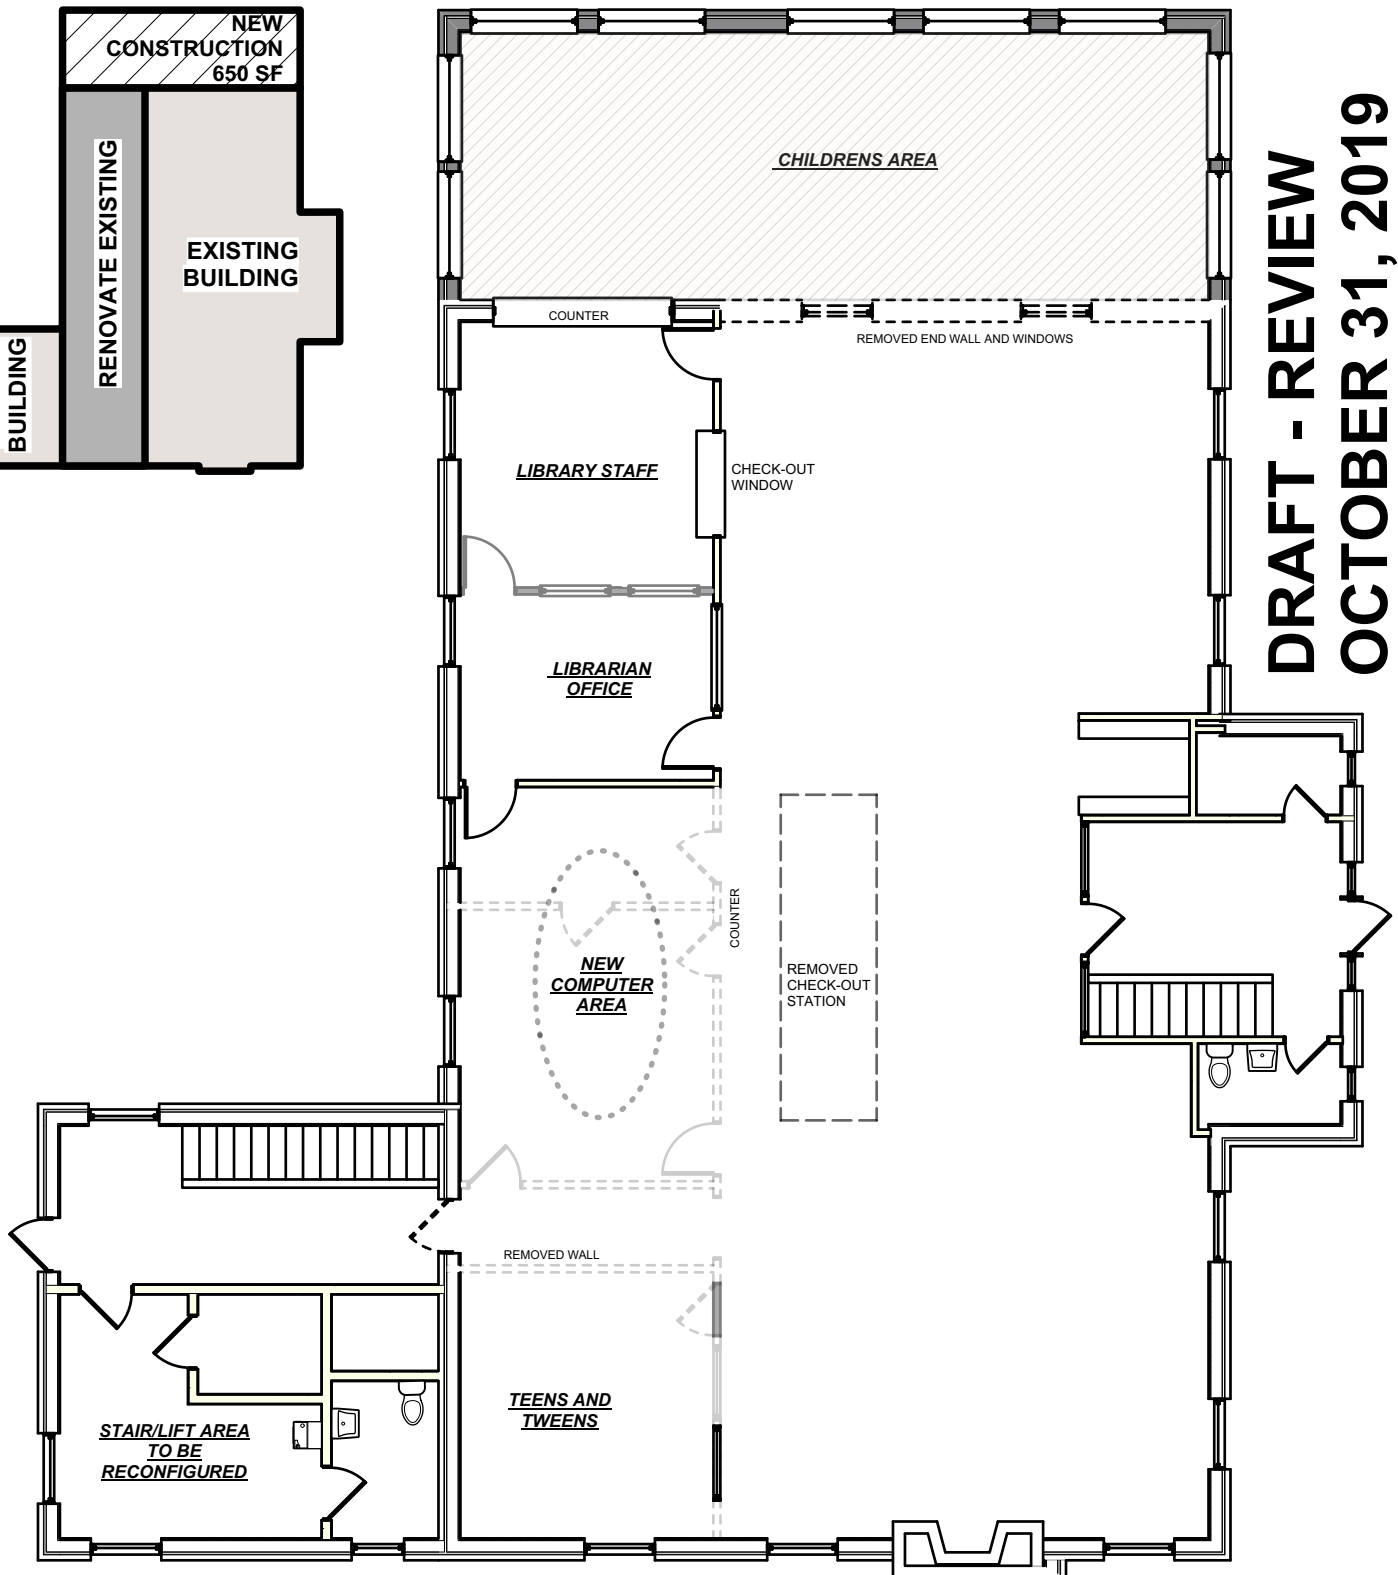 NEW
CONSTRUCTION
650 SF
RENOVATE EXISTING
EXISTING
BUILDING
BUILDING
CHILDRENS AREA
DRAFT - REVIEW
OCTOBER 31, 2019
COUNTER
REMOVED END WALL AND WINDOWS
LIBRARY STAFF
CHECK-OUT
WINDOW
LIBRARIAN
OFFICE
COUNTER
NEW
COMPUTER
AREA
REMOVED
CHECK-OUT
STATION
REMOVED WALL
TEENS AND
TWEENS
STAIR/LIFT AREA
TO BE
RECONFIGURED